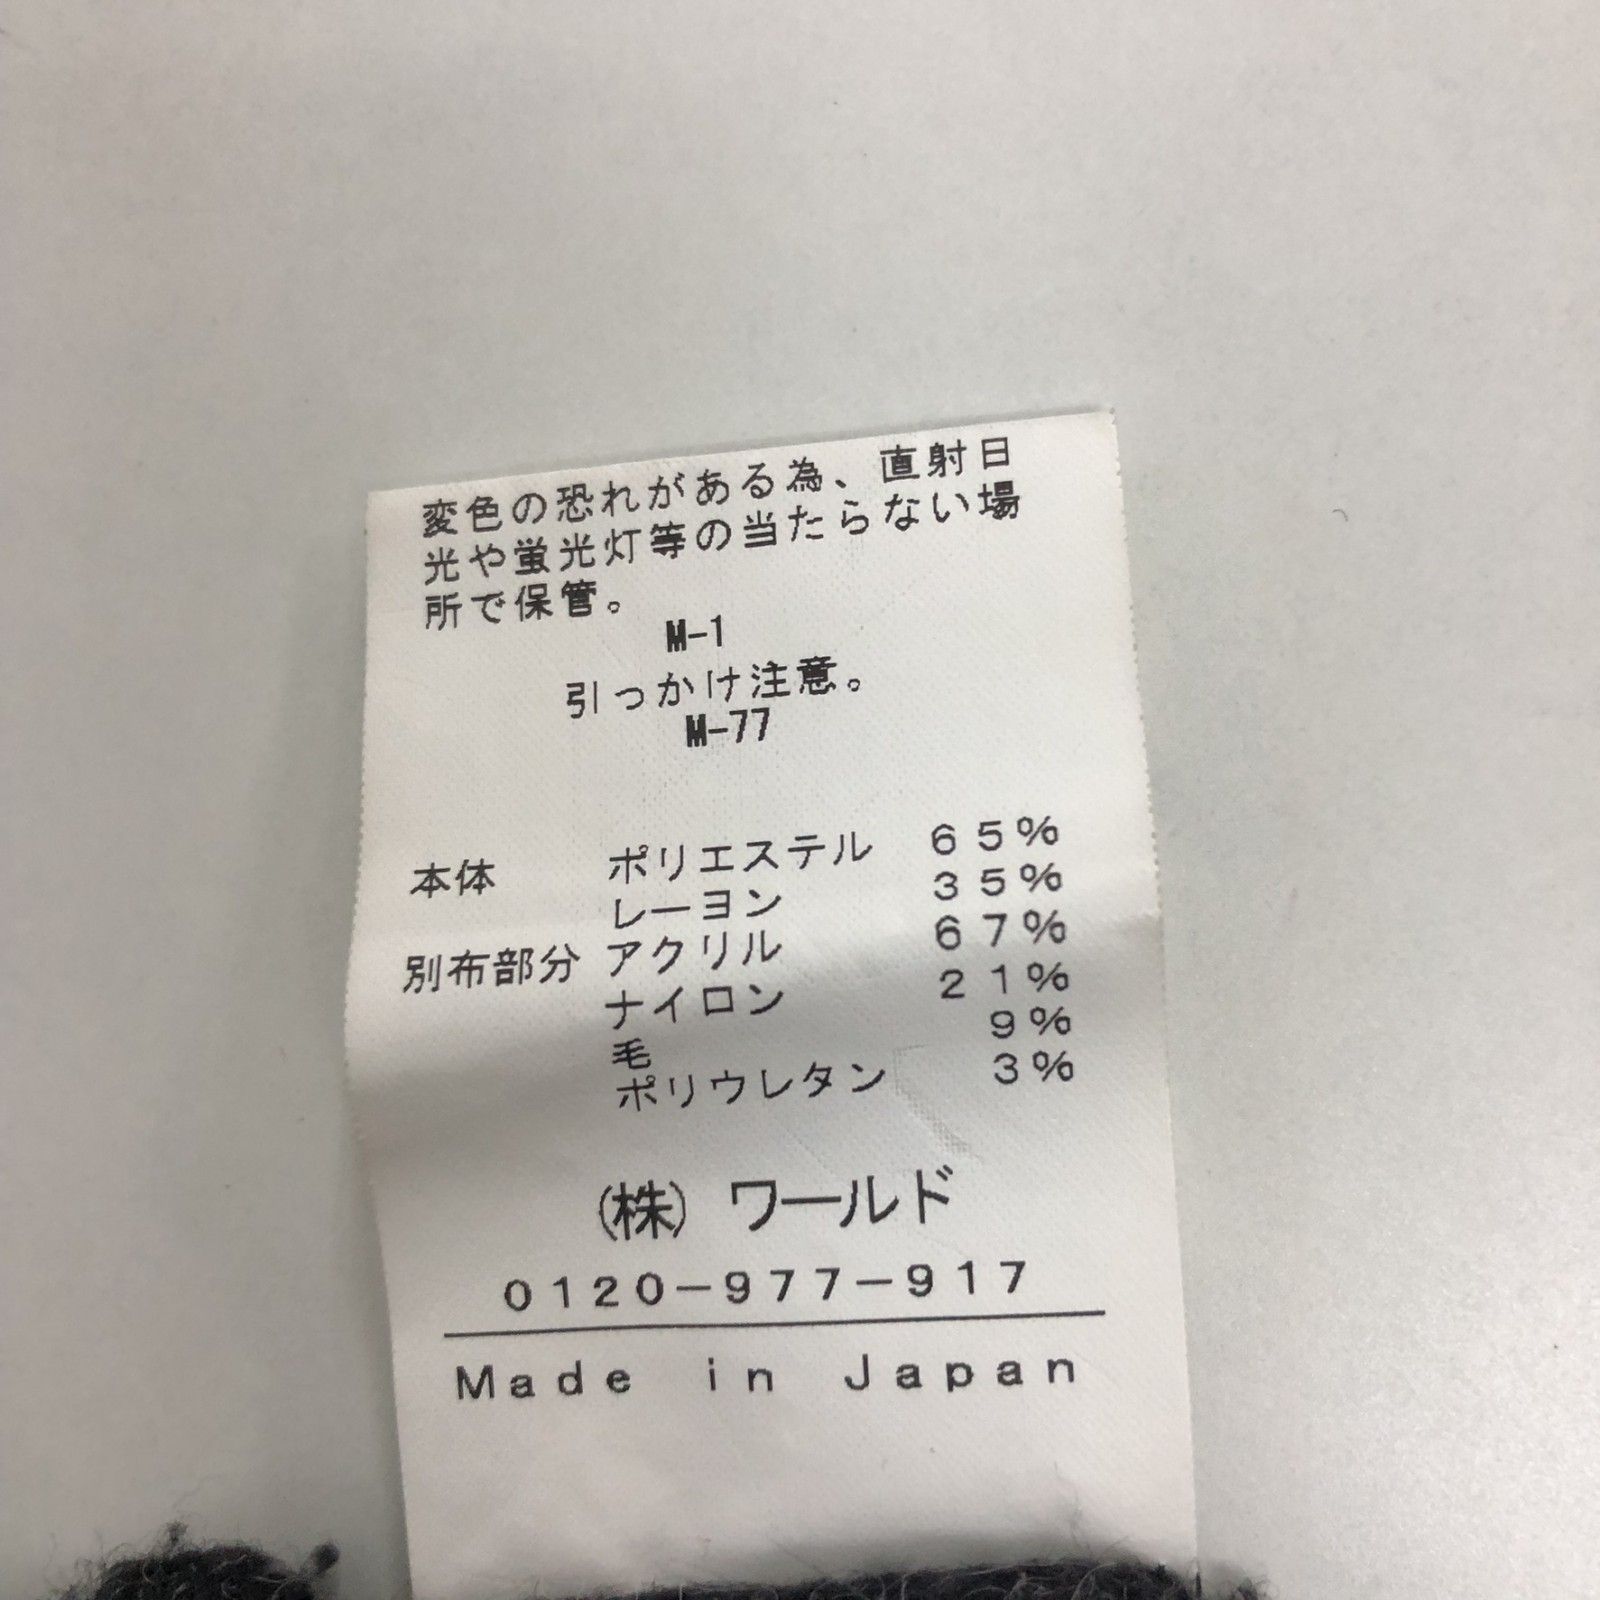 変色の恐れがある為、直射日
光や蛍光灯等の当たらない場
所で保管。
M-1
引っかけ注意。
M-77
本体 ポリエステル 65%
レーヨン 35%
別布部分 アクリル 67%
ナイロン 21%
毛 9%
ポリウレタン 3%
(株) ワールド
0120-977-917
Made in Japan